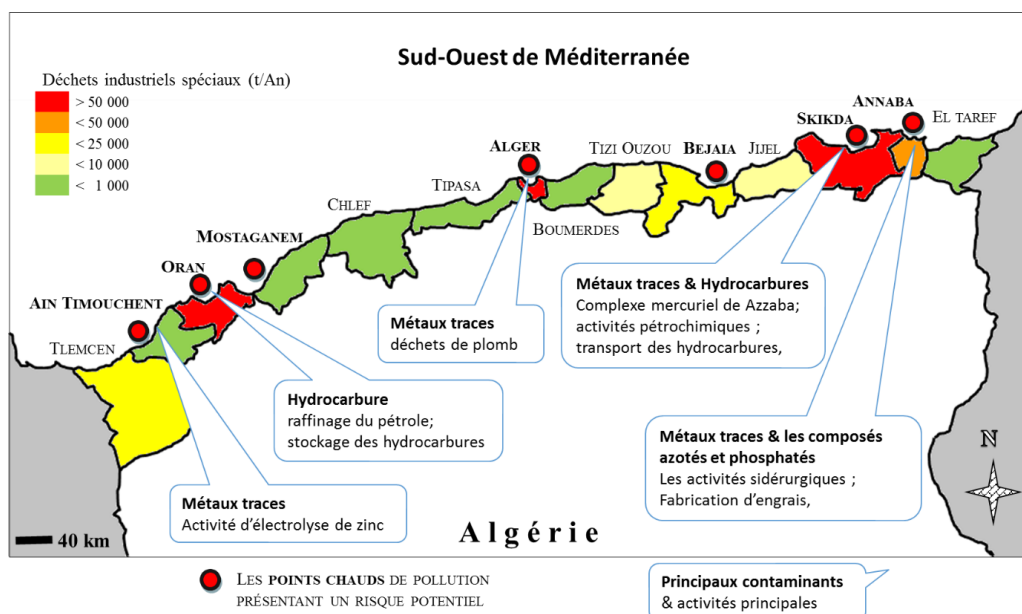 Sud-Ouest de Méditerranée
Déchets industriels spéciaux (t/An)
> 50 000
< 50 000
< 25 000
< 10 000
< 1 000
ANNABA
SKIKDA
EL TAREF
ALGER
TIZI OUZOU
BEJAIA
JIJEL
TIPASA
CHLEF
BOUMERDES
MOSTAGANEM
ORAN
AIN TIMOUCHENT
TLEMCEN
Métaux traces & Hydrocarbures
Complexe mercuriel de Azzaba;
activités pétrochimiques ;
transport des hydrocarbures,
Métaux traces
déchets de plomb
Hydrocarbure
raffinage du pétrole;
stockage des hydrocarbures
Métaux traces & les composés
azotés et phosphatés
Les activités sidérurgiques ;
Fabrication d’engrais,
N
Métaux traces
Activité d’électrolyse de zinc
40 km
Algérie
LES POINTS CHAUDS DE POLLUTION
PRÉSENTANT UN RISQUE POTENTIEL
Principaux contaminants
& activités principales